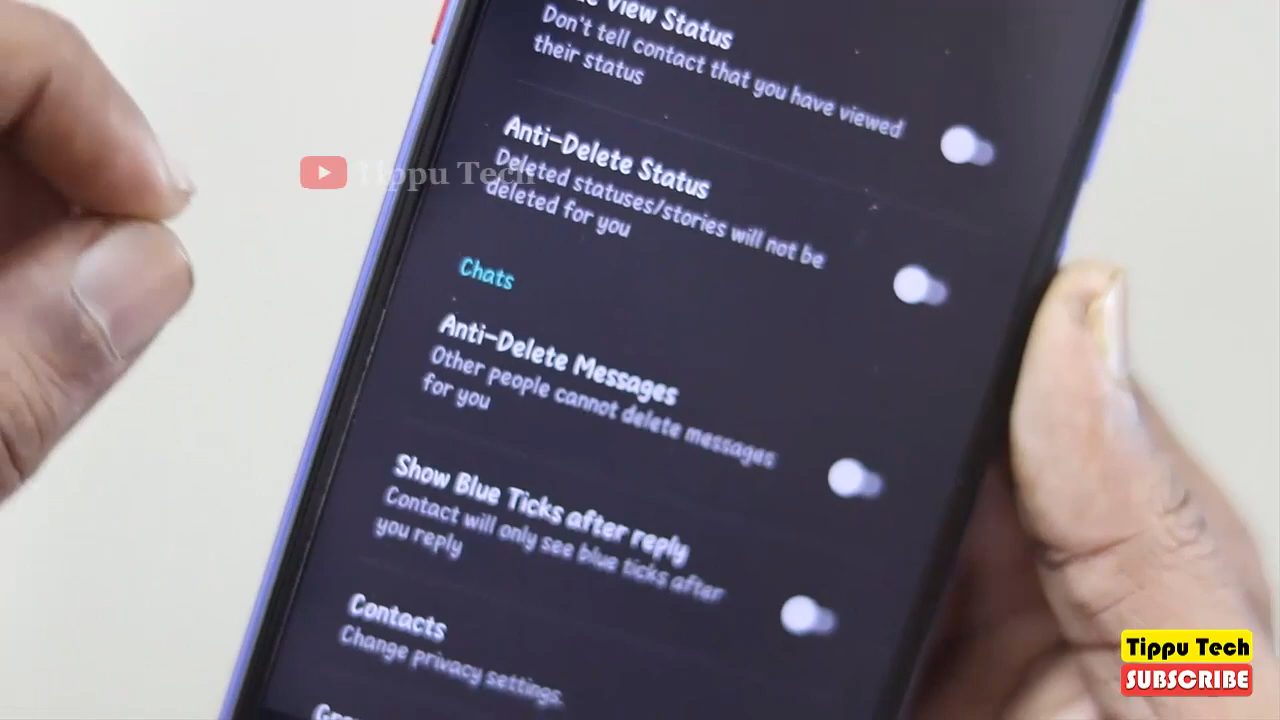 View Status
Don't tell contact that you have viewed
their status
Anti-Delete Status
Deleted statuses/stories will not be
deleted for you
Tippu Tech
Chats
Anti-Delete Messages
Other people cannot delete messages
for you
Show Blue Ticks after reply
Contact will only see blue ticks after
you reply
Contacts
Change privacy settings.
Tippu Tech
SUBSCRIBE